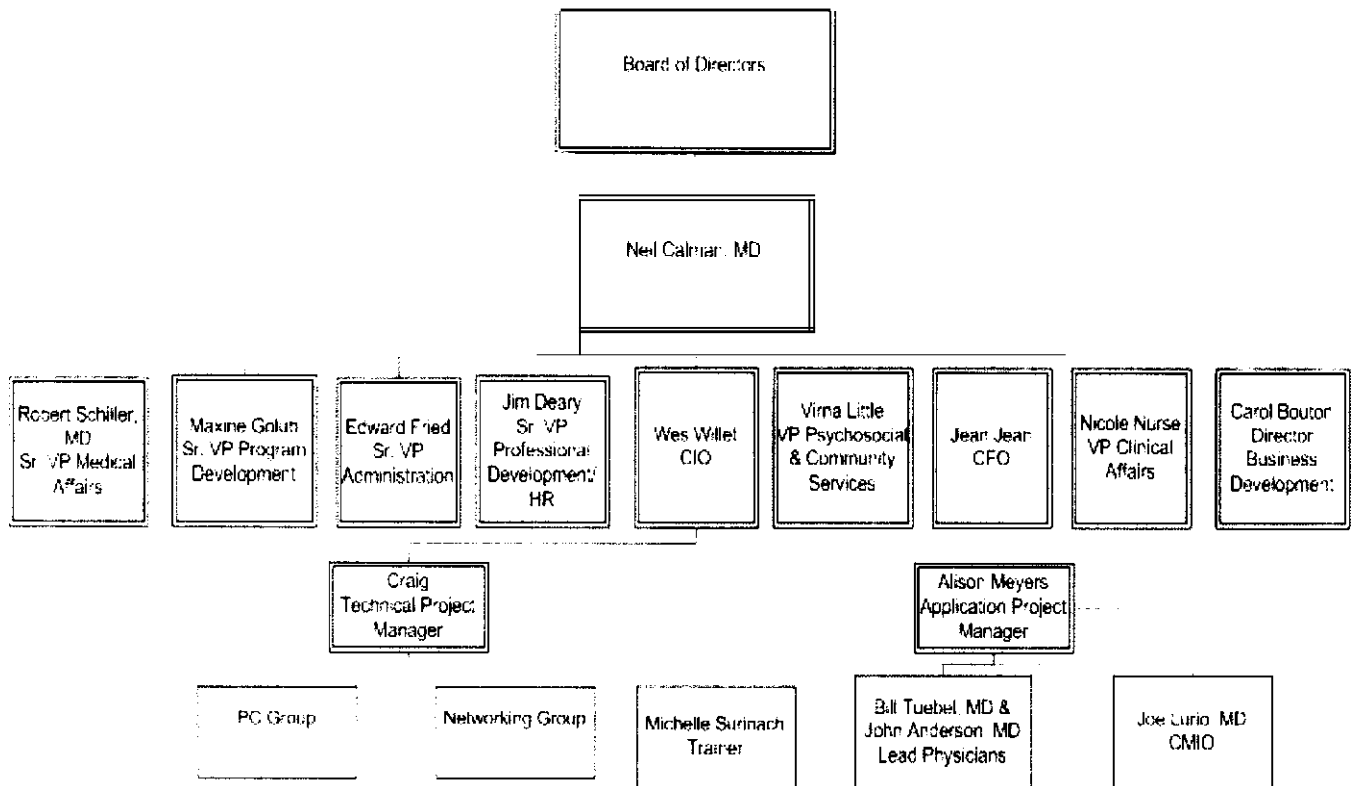 Board of Directors
Neil Calman, MD
Robert Schiller,
MD
Sr. VP Medical
Affairs
Maxine Golub
Sr. VP Program
Development
Edward Fried
Sr. VP
Administration
Jim Deary
Sr. VP
Professional
Development/
HR
Wes Willet
CIO
Virna Little
VP Psychosocial
& Community
Services
Jean Jean
CFO
Nicole Nurse
VP Clinical
Affairs
Carol Bouton
Director
Business
Development
Craig
Technical Project
Manager
Alison Meyers
Application Project
Manager
PC Group
Networking Group
Michelle Surinach
Trainer
Bill Tuebel, MD &
John Anderson, MD
Lead Physicians
Joe Lurio, MD
CMIO